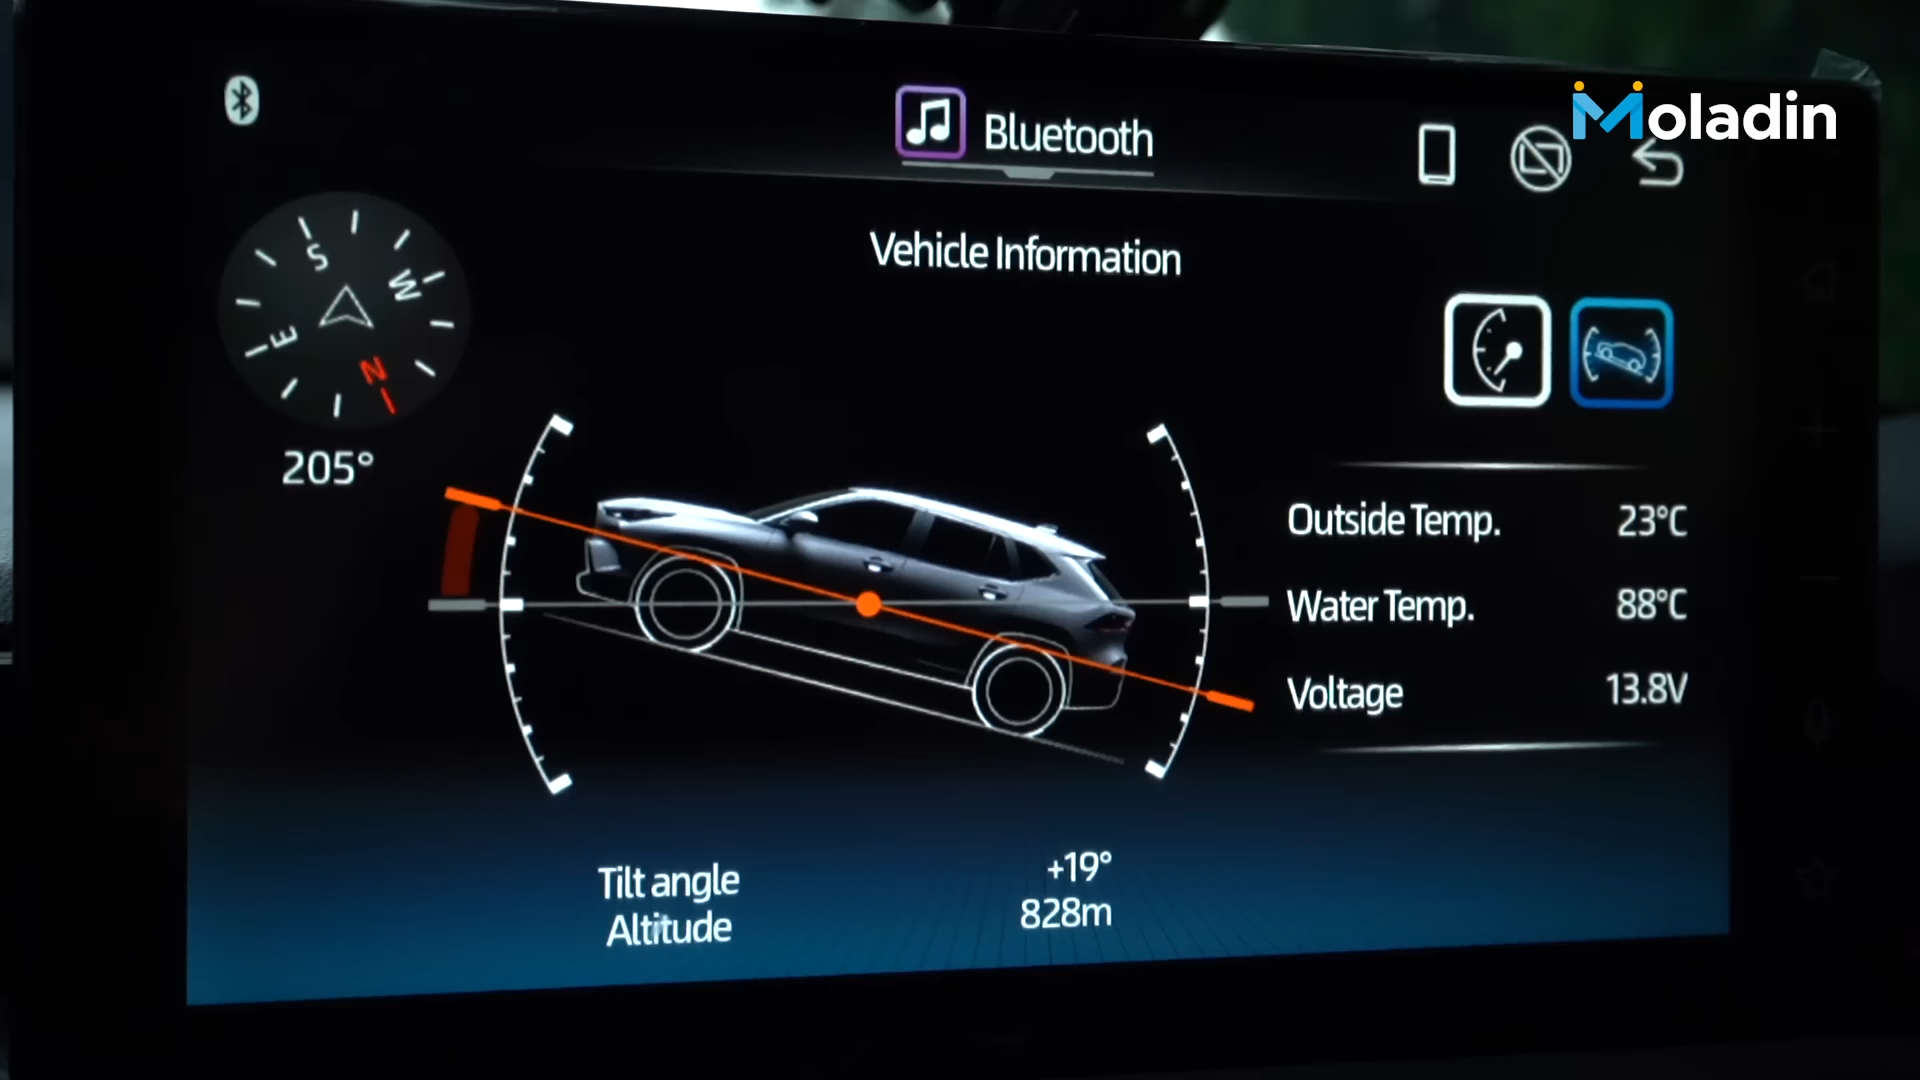 Moladin
Bluetooth
Vehicle Information
S
W
E
N
205°
Outside Temp. 23°C
Water Temp. 88°C
Voltage 13.8V
Tilt angle +19°
Altitude 828m